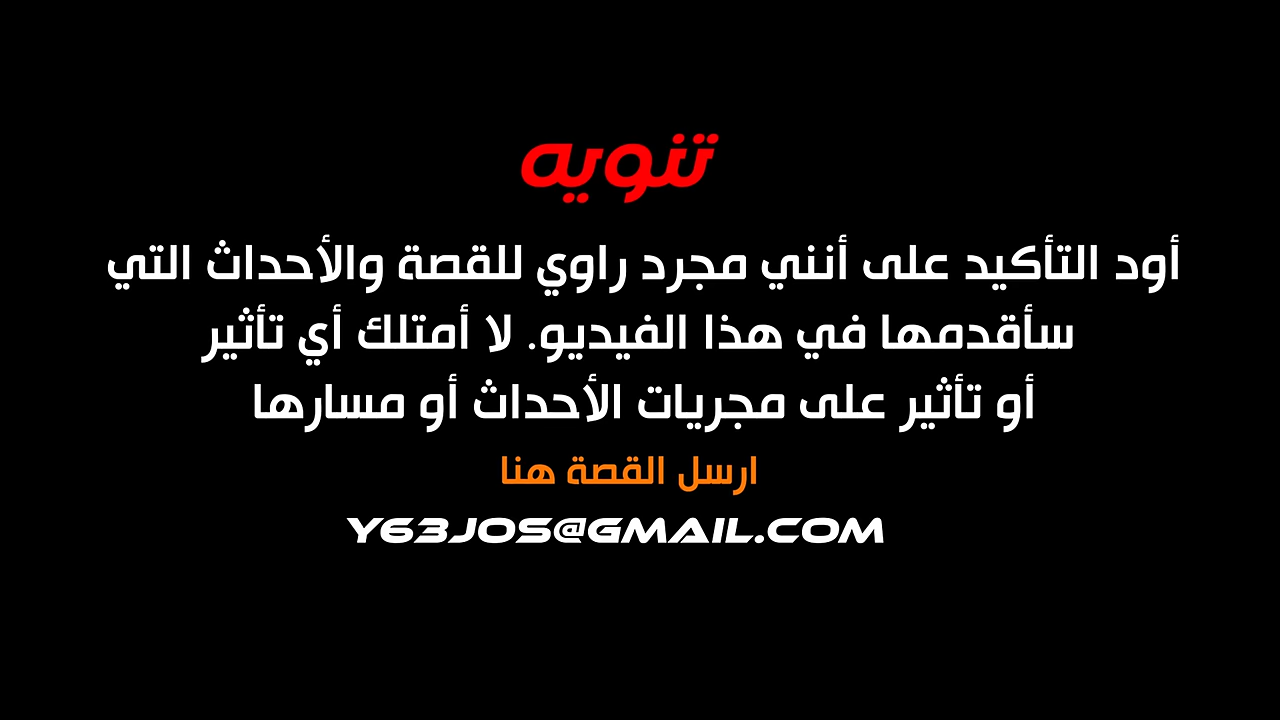 تنويه
أود التأكيد على أنني مجرد راوي للقصة والأحداث التي
سأقدمها في هذا الفيديو. لا أمتلك أي تأثير
أو تأثير على مجريات الأحداث أو مسارها
ارسل القصة هنا
Y63JOS@GMAIL.COM